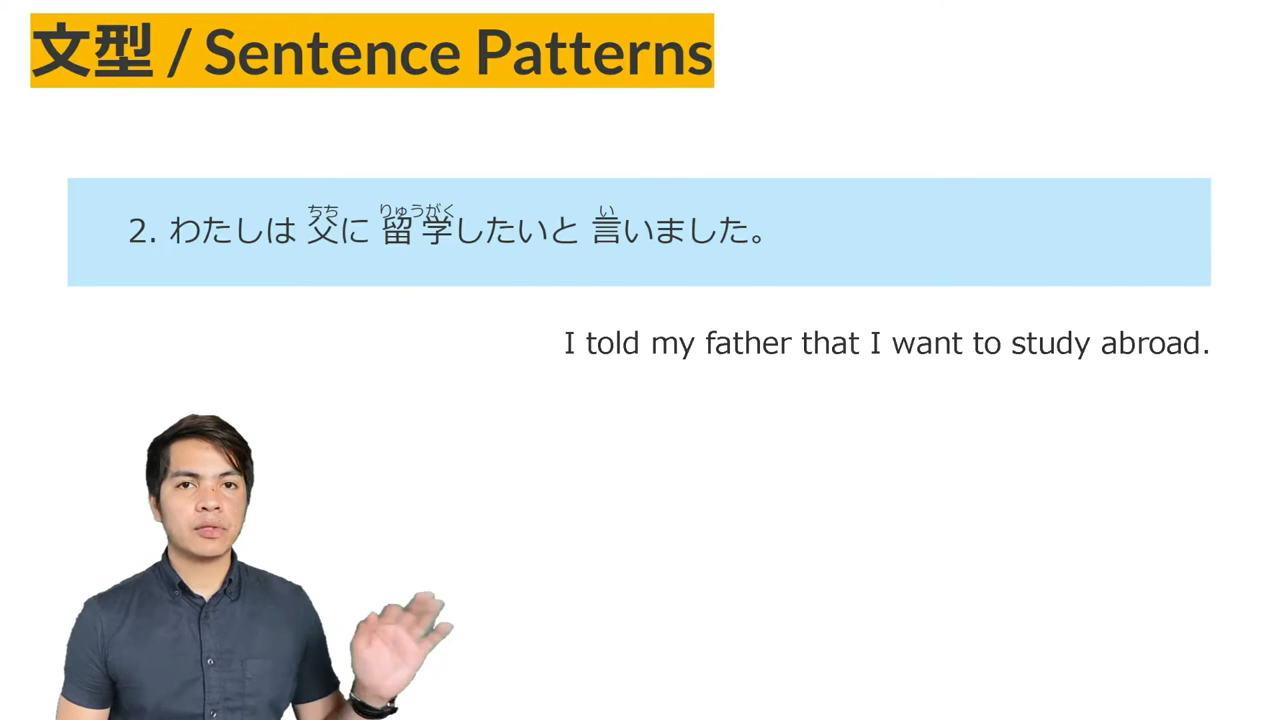 文型 / Sentence Patterns
ちち りゅうがく い
2. わたしは 父に 留学したいと 言いました。
I told my father that I want to study abroad.